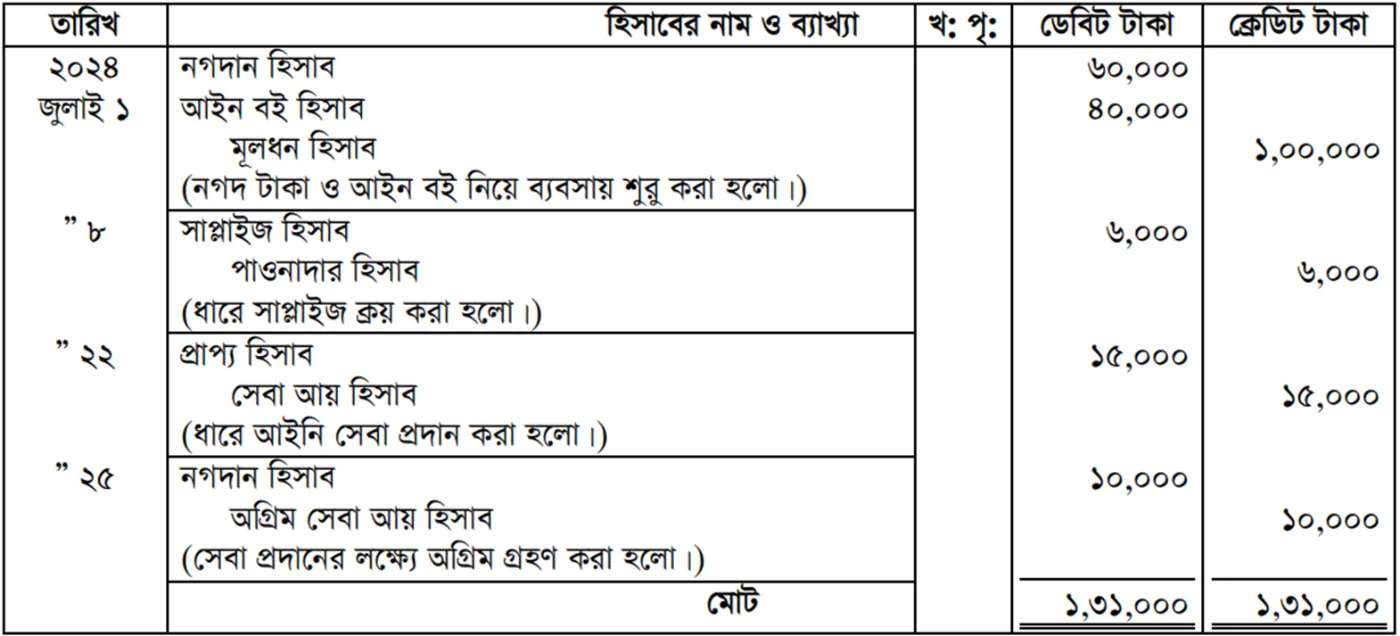 তারিখ হিসাবের নাম ও ব্যাখ্যা খ: পৃ: ডেবিট টাকা ক্রেডিট টাকা
২০২৪ নগদান হিসাব ৬০,০০০
জুলাই ১ আইন বই হিসাব ৪০,০০০
মূলধন হিসাব ১,০০,০০০
(নগদ টাকা ও আইন বই নিয়ে ব্যবসায় শুরু করা হলো।)
” ৮ সাপ্লাইজ হিসাব ৬,০০০
পাওনাদার হিসাব ৬,০০০
(ধারে সাপ্লাইজ ক্রয় করা হলো।)
” ২২ প্রাপ্য হিসাব ১৫,০০০
সেবা আয় হিসাব ১৫,০০০
(ধারে আইনি সেবা প্রদান করা হলো।)
” ২৫ নগদান হিসাব ১০,০০০
অগ্রিম সেবা আয় হিসাব ১০,০০০
(সেবা প্রদানের লক্ষ্যে অগ্রিম গ্রহণ করা হলো।)
মোট ১,৩১,০০০ ১,৩১,০০০